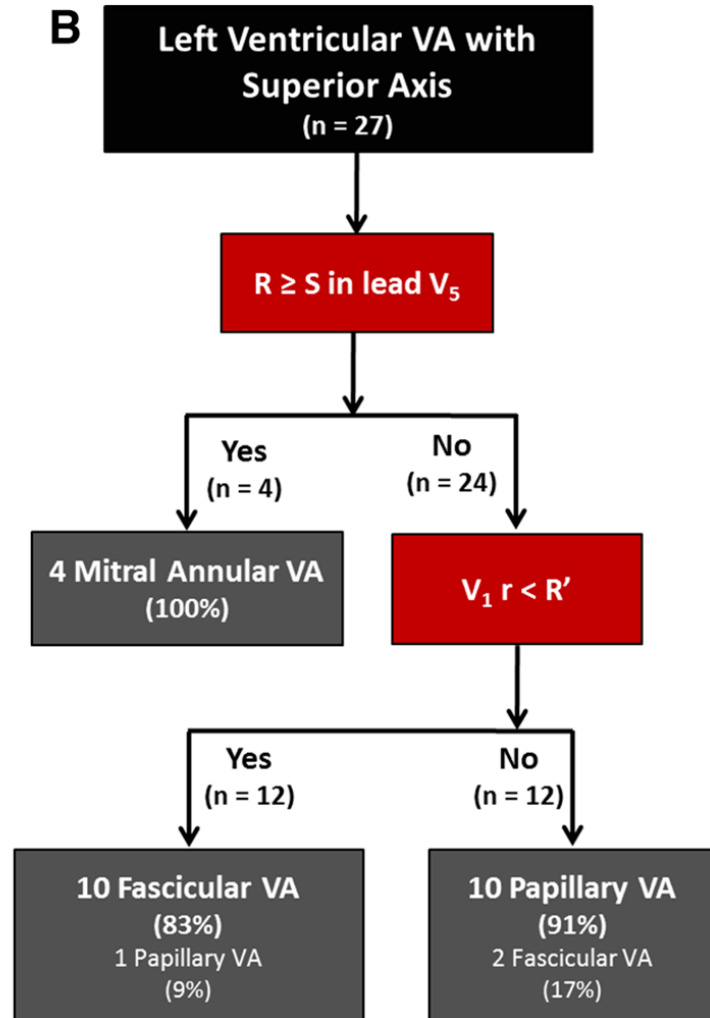 B
Left Ventricular VA with
Superior Axis
(n = 27)
R ≥ S in lead V₅
Yes
(n = 4)
No
(n = 24)
4 Mitral Annular VA
(100%)
V₁ r < R’
Yes
(n = 12)
No
(n = 12)
10 Fascicular VA
(83%)
1 Papillary VA
(9%)
10 Papillary VA
(91%)
2 Fascicular VA
(17%)